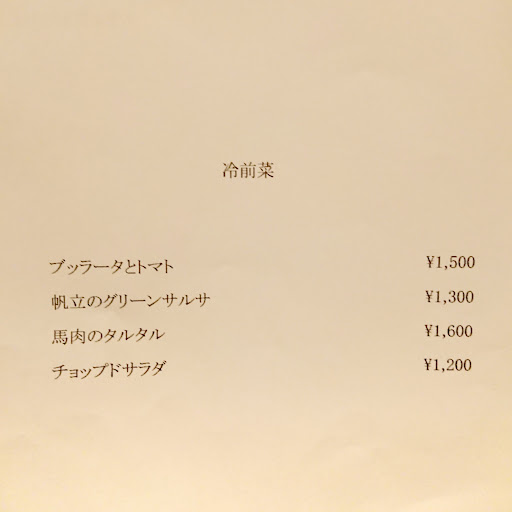 冷前菜
ブッラータとトマト ¥1,500
帆立のグリーンサルサ ¥1,300
馬肉のタルタル ¥1,600
チョップドサラダ ¥1,200